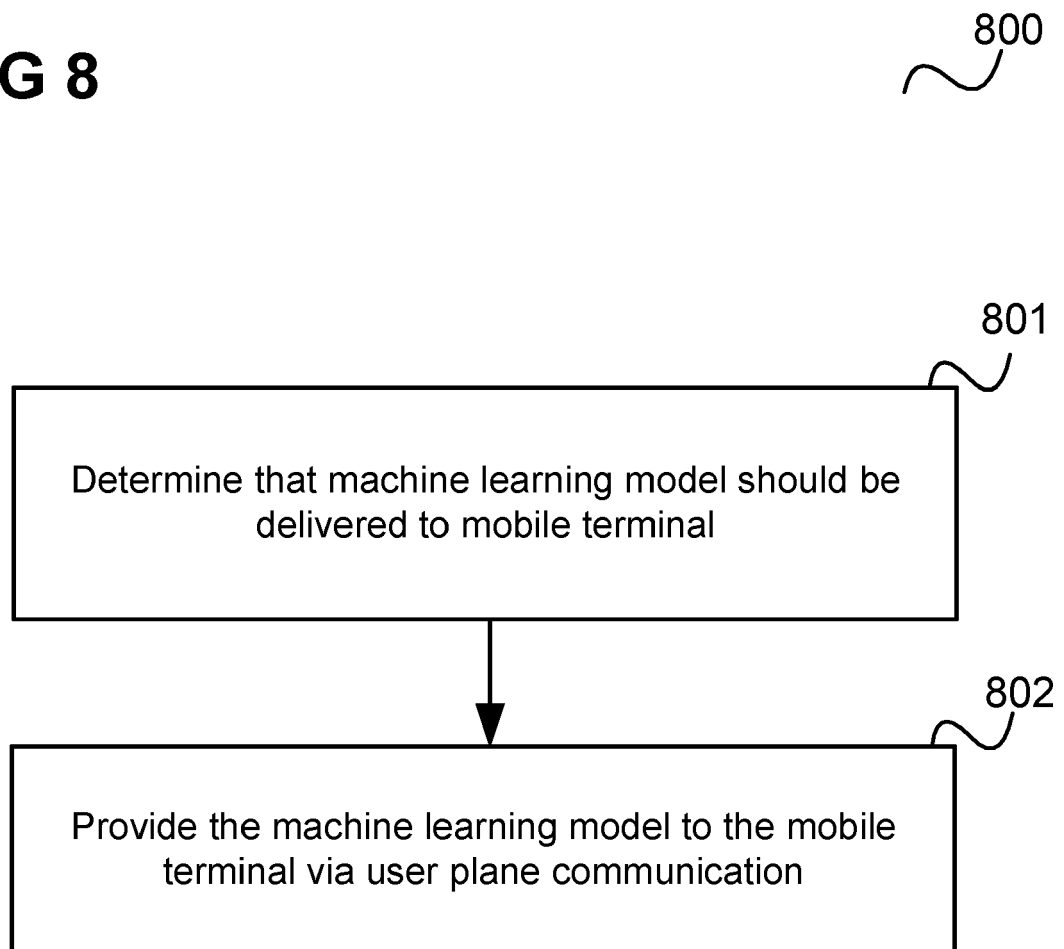 G 8
800
801
Determine that machine learning model should be
delivered to mobile terminal
802
Provide the machine learning model to the mobile
terminal via user plane communication